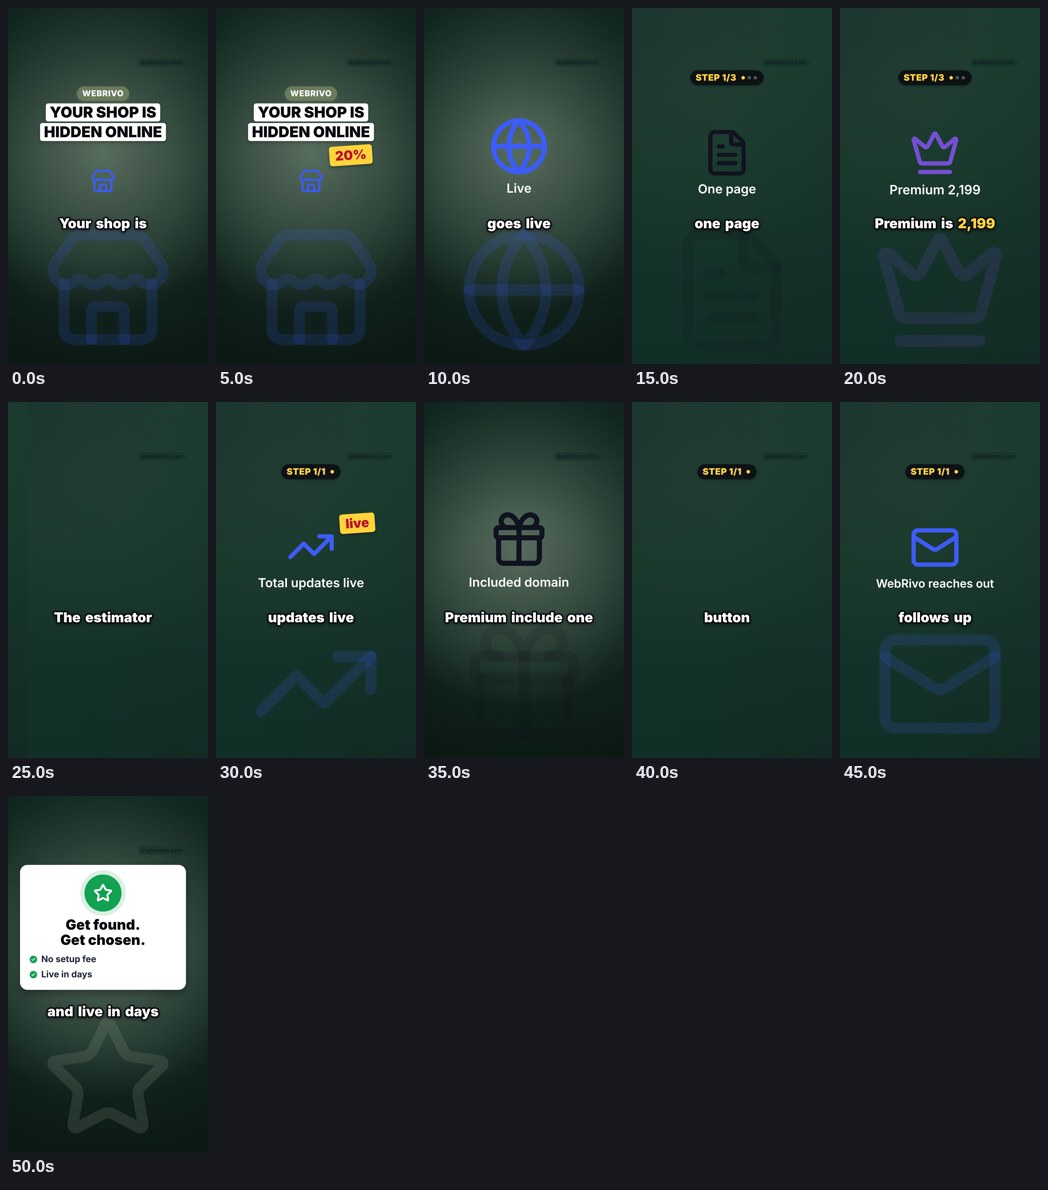 WEBRIVO
YOUR SHOP IS
HIDDEN ONLINE
Your shop is
0.0s
WEBRIVO
YOUR SHOP IS
HIDDEN ONLINE
20%
Your shop is
5.0s
Live
goes live
10.0s
STEP 1/3
One page
one page
15.0s
STEP 1/3
Premium 2,199
Premium is 2,199
20.0s
The estimator
25.0s
STEP 1/1
live
Total updates live
updates live
30.0s
Included domain
Premium include one
35.0s
STEP 1/1
button
40.0s
STEP 1/1
WebRivo reaches out
follows up
45.0s
Get found.
Get chosen.
No setup fee
Live in days
and live in days
50.0s